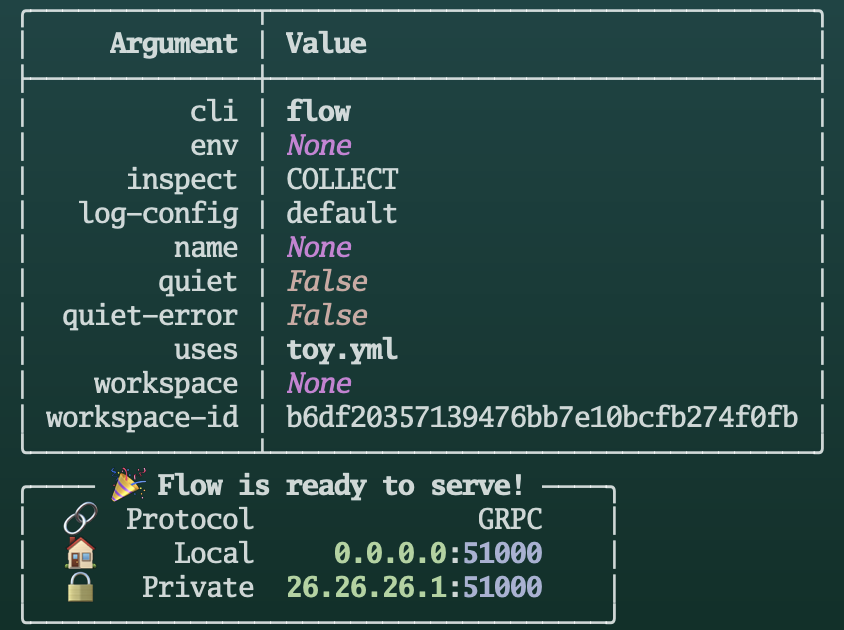 Argument Value
cli flow
env None
inspect COLLECT
log-config default
name None
quiet False
quiet-error False
uses toy.yml
workspace None
workspace-id b6df20357139476bb7e10bcfb274f0fb
🎉 Flow is ready to serve!
🔗 Protocol GRPC
🏠 Local 0.0.0.0:51000
🔒 Private 26.26.26.1:51000